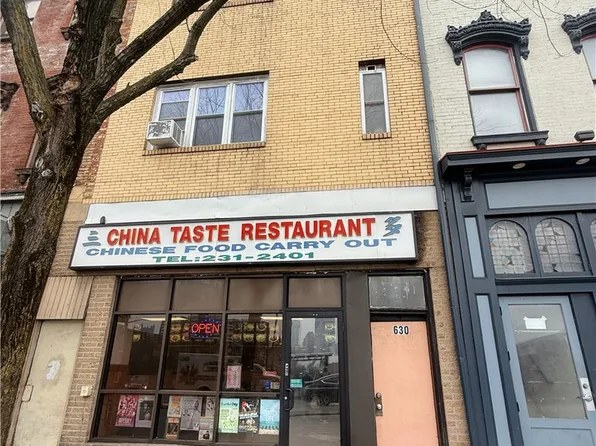 CHINA TASTE RESTAURANT
CHINESE FOOD CARRY OUT
TEL:231-2401
OPEN
630